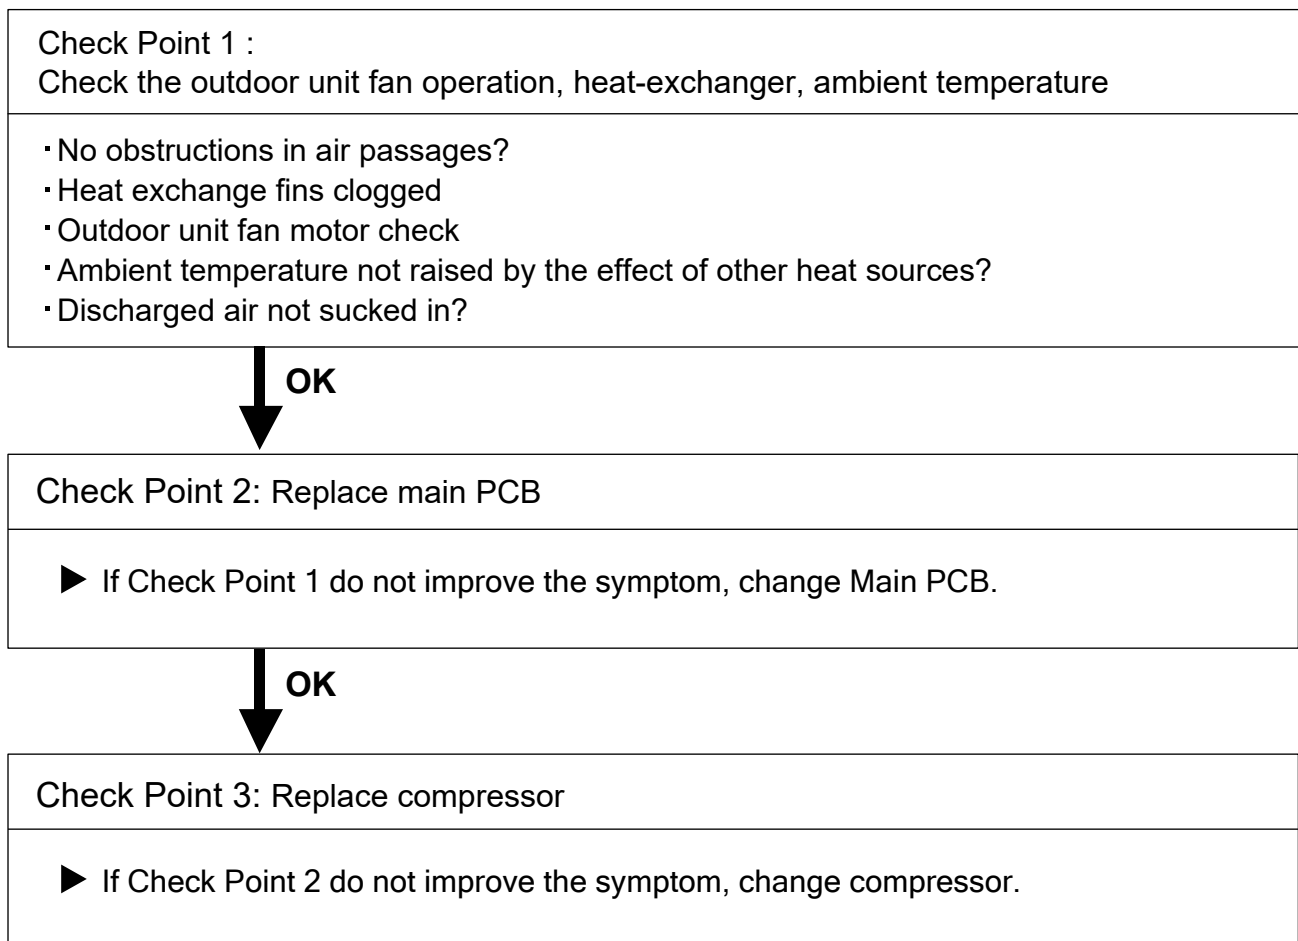 Check Point 1 :
Check the outdoor unit fan operation, heat-exchanger, ambient temperature
・No obstructions in air passages?
・Heat exchange fins clogged
・Outdoor unit fan motor check
・Ambient temperature not raised by the effect of other heat sources?
・Discharged air not sucked in?
OK
Check Point 2: Replace main PCB
▶ If Check Point 1 do not improve the symptom, change Main PCB.
OK
Check Point 3: Replace compressor
▶ If Check Point 2 do not improve the symptom, change compressor.